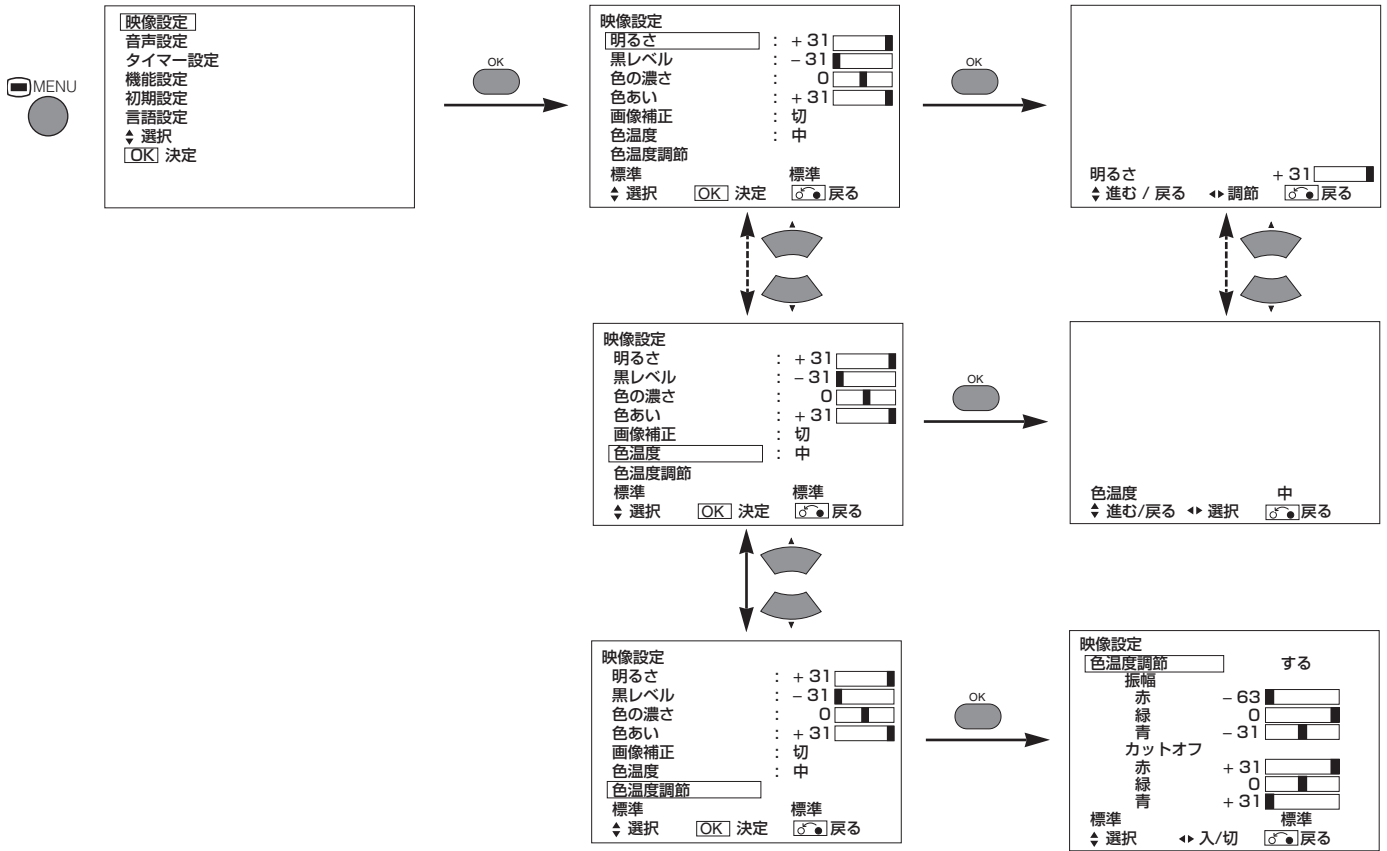 MENU
映像設定
音声設定
タイマー設定
機能設定
初期設定
言語設定
選択
OK 決定
OK
映像設定
明るさ : +31
黒レベル : −31
色の濃さ : 0
色あい : +31
画像補正 : 切
色温度 : 中
色温度調節
標準 標準
選択 OK 決定 戻る
OK
明るさ +31
進む / 戻る 調節 戻る
映像設定
明るさ : +31
黒レベル : −31
色の濃さ : 0
色あい : +31
画像補正 : 切
色温度 : 中
色温度調節
標準 標準
選択 OK 決定 戻る
OK
色温度 中
進む/戻る 選択 戻る
映像設定
明るさ : +31
黒レベル : −31
色の濃さ : 0
色あい : +31
画像補正 : 切
色温度 : 中
色温度調節
標準 標準
選択 OK 決定 戻る
OK
映像設定
色温度調節 する
振幅
赤 −63
緑 0
青 −31
カットオフ
赤 +31
緑 0
青 +31
標準 標準
選択 入/切 戻る